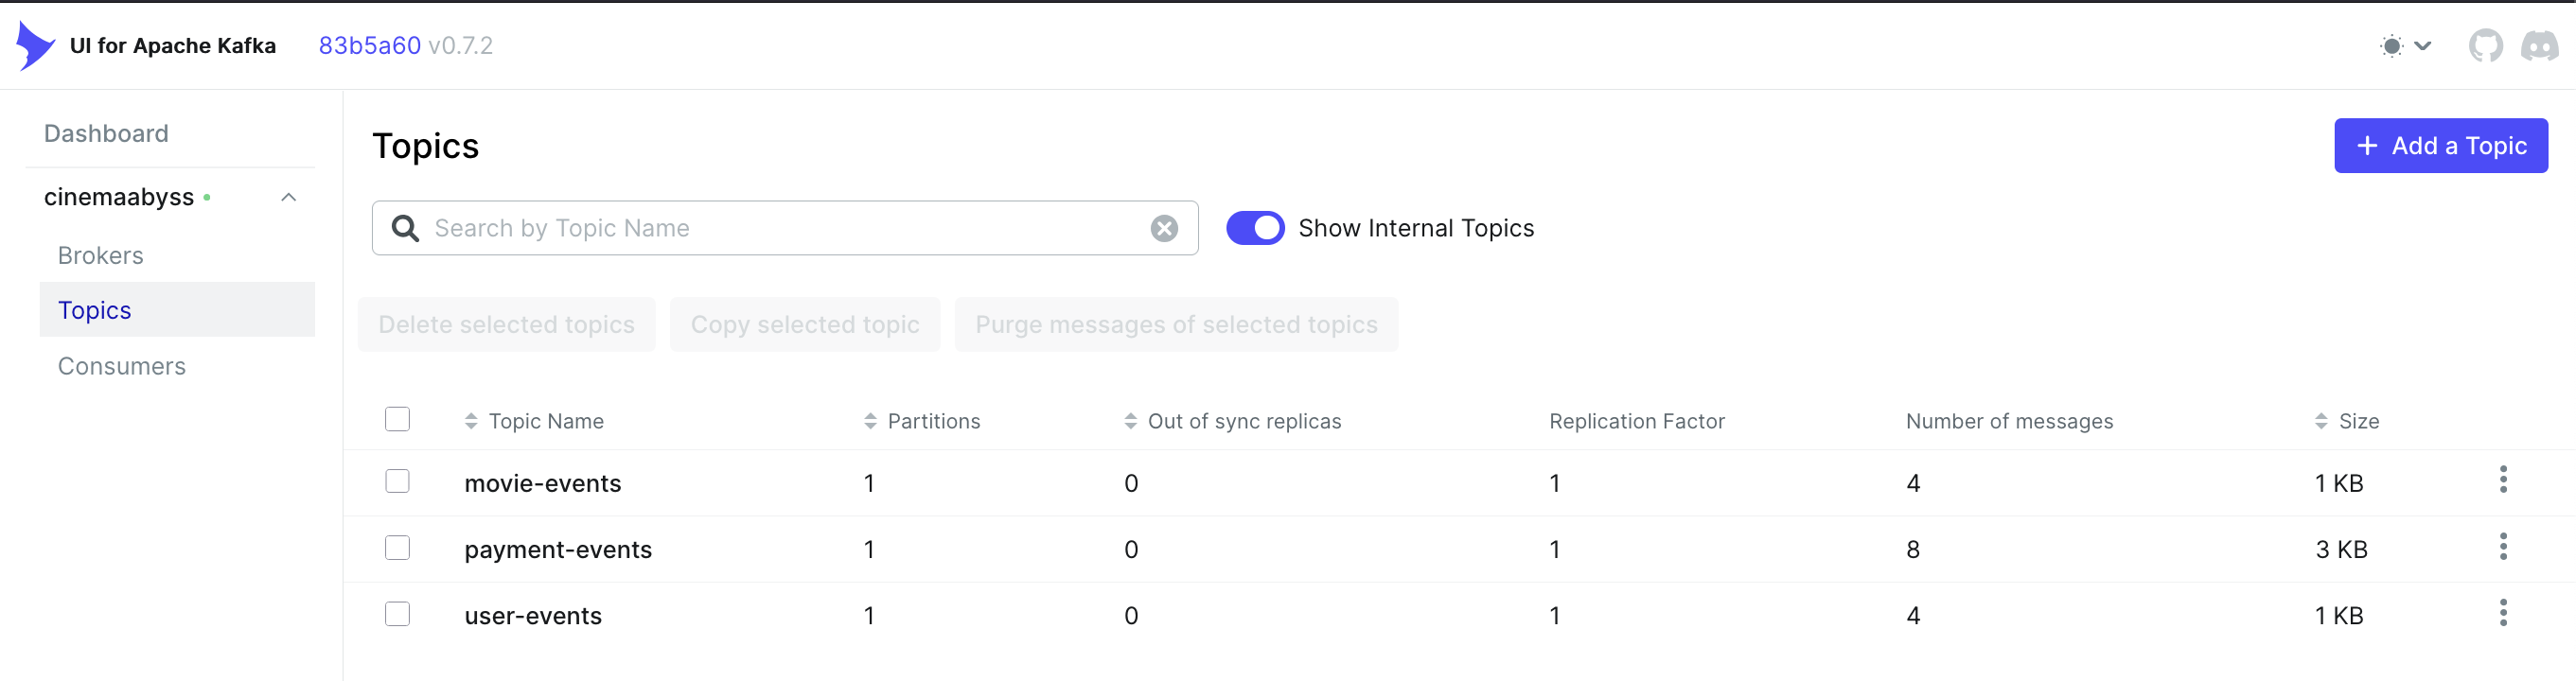 UI for Apache Kafka 83b5a60 v0.7.2
Dashboard
cinemaabyss
Brokers
Topics
Consumers
Topics
Add a Topic
Search by Topic Name
Show Internal Topics
Delete selected topics Copy selected topic Purge messages of selected topics
Topic Name Partitions Out of sync replicas Replication Factor Number of messages Size
movie-events 1 0 1 4 1 KB
payment-events 1 0 1 8 3 KB
user-events 1 0 1 4 1 KB